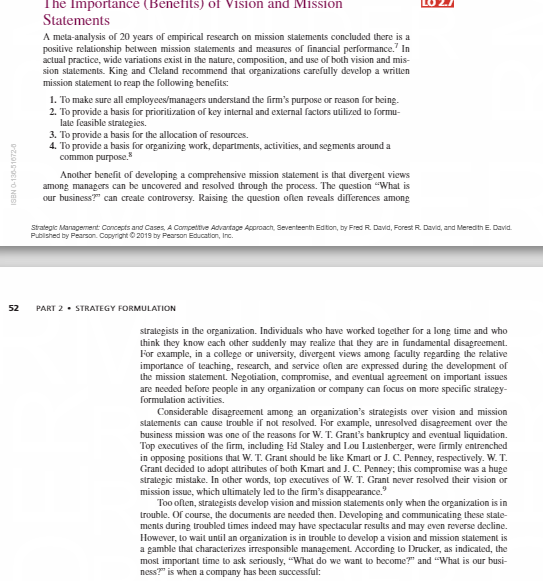 The Importance (Benefits) of Vision and Mission
Statements
to 2.7
A meta-analysis of 20 years of empirical research on mission statements concluded there is a
positive relationship between mission statements and measures of financial performance.7 In
actual practice, wide variations exist in the nature, composition, and use of both vision and mis-
sion statements. King and Cleland recommend that organizations carefully develop a written
mission statement to reap the following benefits:
1. To make sure all employees/managers understand the firm's purpose or reason for being.
2. To provide a basis for prioritization of key internal and external factors utilized to formu-
late feasible strategies.
3. To provide a basis for the allocation of resources.
4. To provide a basis for organizing work, departments, activities, and segments around a
common purpose.8
Another benefit of developing a comprehensive mission statement is that divergent views
among managers can be uncovered and resolved through the process. The question "What is
our business?" can create controversy. Raising the question often reveals differences among
ISBN 0-136-51672-6
Strategic Management: Concepts and Cases, A Competitive Advantage Approach, Seventeenth Edition, by Fred R. David, Forest R. David, and Meredith E. David.
Published by Pearson. Copyright © 2019 by Pearson Education, Inc.
52 PART 2 • STRATEGY FORMULATION
strategists in the organization. Individuals who have worked together for a long time and who
think they know each other suddenly may realize that they are in fundamental disagreement.
For example, in a college or university, divergent views among faculty regarding the relative
importance of teaching, research, and service often are expressed during the development of
the mission statement. Negotiation, compromise, and eventual agreement on important issues
are needed before people in any organization or company can focus on more specific strategy-
formulation activities.
Considerable disagreement among an organization's strategists over vision and mission
statements can cause trouble if not resolved. For example, unresolved disagreement over the
business mission was one of the reasons for W. T. Grant's bankruptcy and eventual liquidation.
Top executives of the firm, including Ed Staley and Lou Lustenberger, were firmly entrenched
in opposing positions that W. T. Grant should be like Kmart or J. C. Penney, respectively. W. T.
Grant decided to adopt attributes of both Kmart and J. C. Penney; this compromise was a huge
strategic mistake. In other words, top executives of W. T. Grant never resolved their vision or
mission issue, which ultimately led to the firm's disappearance.9
Too often, strategists develop vision and mission statements only when the organization is in
trouble. Of course, the documents are needed then. Developing and communicating these state-
ments during troubled times indeed may have spectacular results and may even reverse decline.
However, to wait until an organization is in trouble to develop a vision and mission statement is
a gamble that characterizes irresponsible management. According to Drucker, as indicated, the
most important time to ask seriously, "What do we want to become?" and "What is our busi-
ness?" is when a company has been successful: